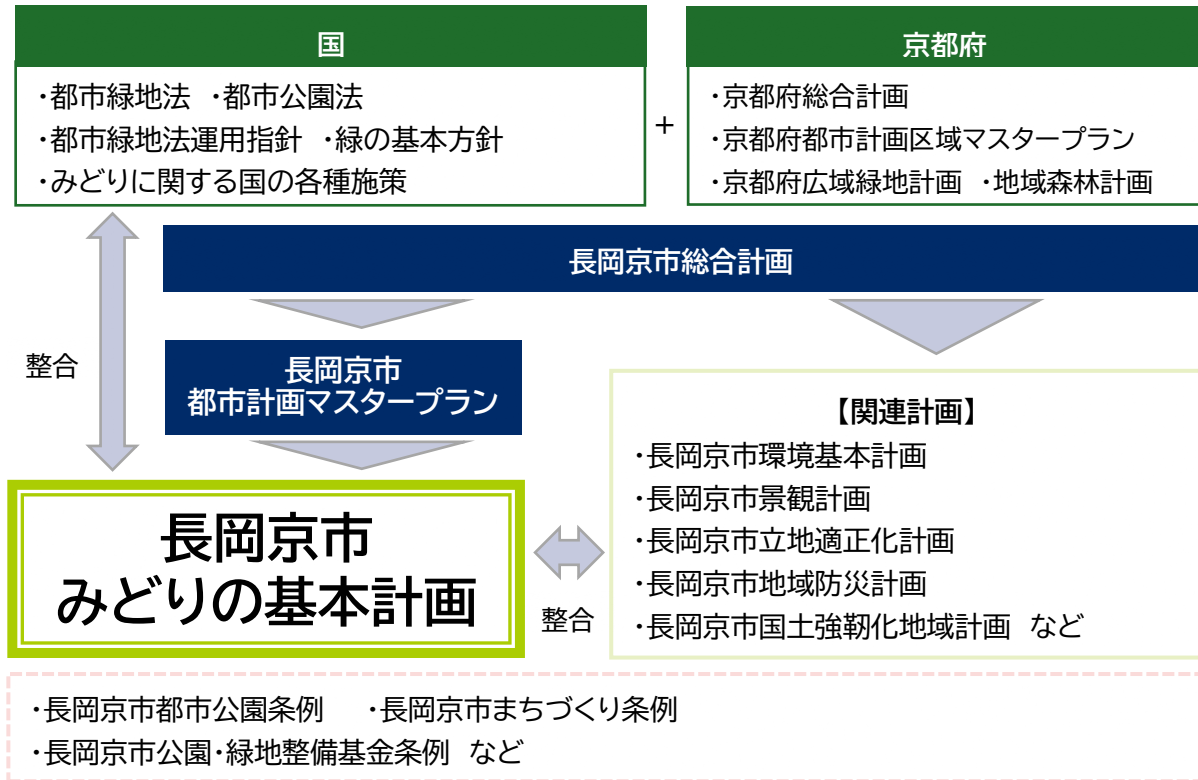 国
・都市緑地法 ・都市公園法
・都市緑地法運用指針 ・緑の基本方針
・みどりに関する国の各種施策
+
京都府
・京都府総合計画
・京都府都市計画区域マスタープラン
・京都府広域緑地計画 ・地域森林計画
長岡京市総合計画
整合
長岡京市
都市計画マスタープラン
長岡京市
みどりの基本計画
整合
【関連計画】
・長岡京市環境基本計画
・長岡京市景観計画
・長岡京市立地適正化計画
・長岡京市地域防災計画
・長岡京市国土強靭化地域計画 など
・長岡京市都市公園条例 ・長岡京市まちづくり条例
・長岡京市公園・緑地整備基金条例 など